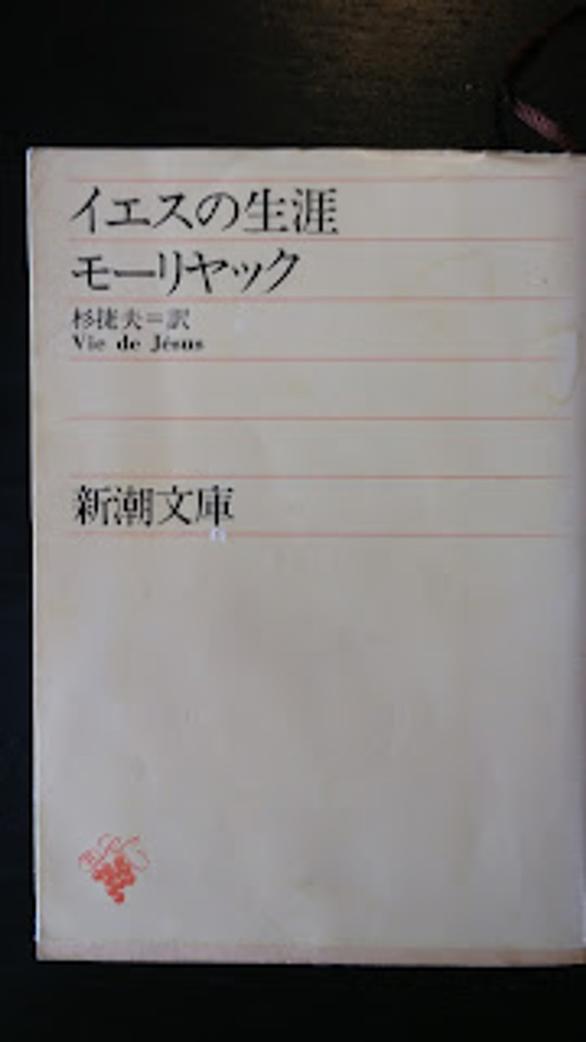 イエスの生涯
モーリヤック
杉捷夫＝訳
Vie de Jésus
新潮文庫